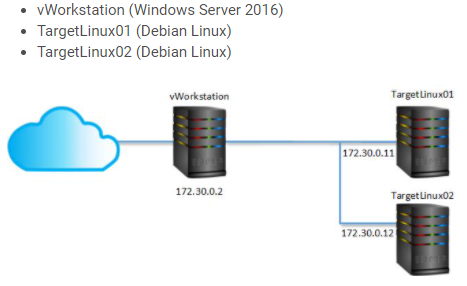 vWorkstation (Windows Server 2016)
TargetLinux01 (Debian Linux)
TargetLinux02 (Debian Linux)
vWorkstation
TargetLinux01
172.30.0.11
172.30.0.2
TargetLinux02
172.30.0.12